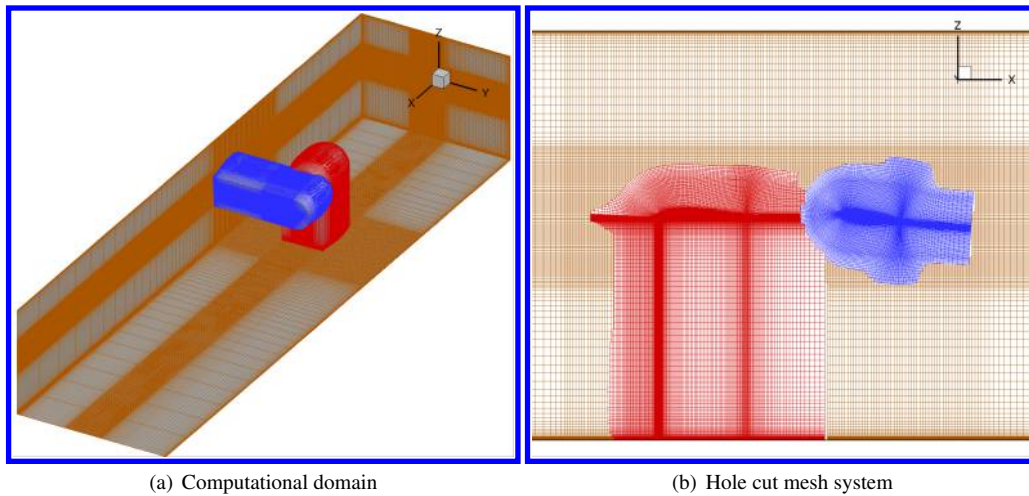 Z
X
Y
Z
Y
X
(a) Computational domain
(b) Hole cut mesh system